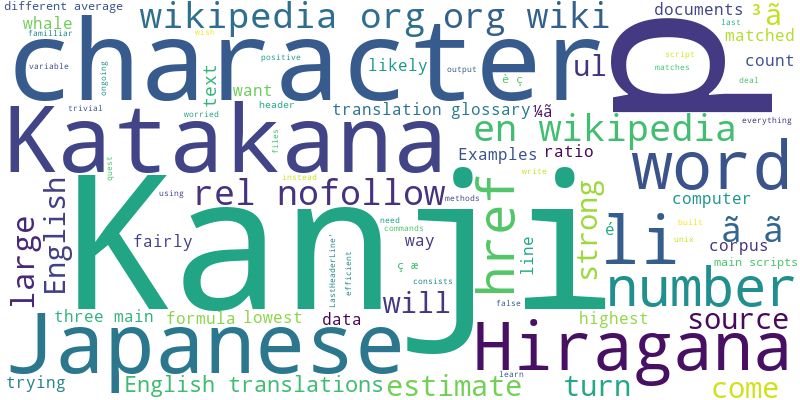 different average
wikipedia org org wiki
documents 3 ã
whale
familliar
wish
last
character
p
matched
variable
ongoing
text
likely
want
positive
output
è ç
ul
script
matches
count
deal
header
trivial
worried
files
translation glossary
¼ã
everything
Katakana
en wikipedia
Examples ratio
word
quest
instead
write
English
using
rel nofollow
methods
href
strong
computer
large
Kanji
need
commands
é
li
built
unix
ã ã
corpus
fairly
way
line
ç æ
LastHeaderLine'
efficient
consists
main scripts
will
false
number
three main
formula
lowest
data
highest
source
Japanese
learn
Hiragana
trying
English translations
estimate
turn
come